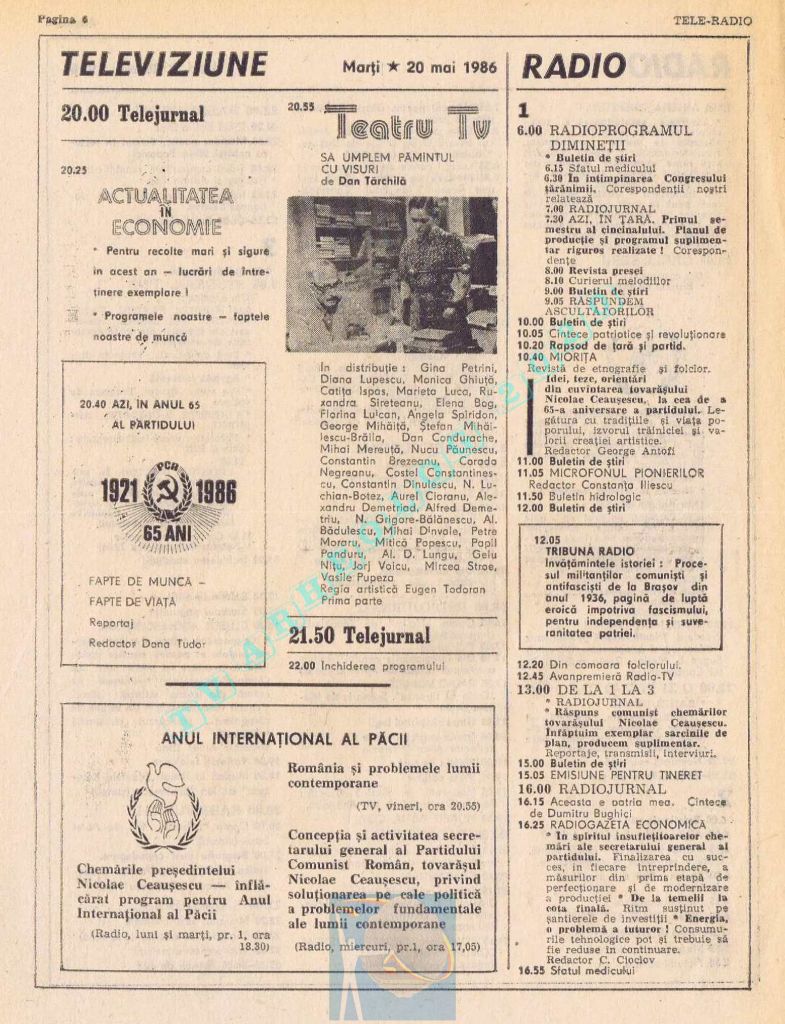 Pagina 6
TELE-RADIO
TELEVIZIUNE
Marți ★ 20 mai 1986
20.00 Telejurnal
20.25
ACTUALITATEA
ÎN
ECONOMIE
* Pentru recolte mari și sigure
în acest an — lucrări de între-
ținere exemplare !
* Programele noastre — faptele
noastre de muncă
20.40 AZI, ÎN ANUL 65
AL PARTIDULUI
PCR
1921 1986
65 ANI
FAPTE DE MUNCĂ —
FAPTE DE VIAȚĂ
Reportaj
Redactor Dana Tudor
20.55 Teatru Tv
SĂ UMPLEM PĂMÎNTUL
CU VISURI
de Dan Tărchilă
În distribuție : Gina Petrini,
Diana Lupescu, Monica Ghiuță,
Catița Ispas, Marieta Luca, Ru-
xandra Sireteanu, Elena Bog,
Florina Luican, Angela Spiridon,
George Mihăiță, Ștefan Mihăi-
lescu-Brăila, Dan Condurache,
Mihai Mereuță, Nucu Păunescu,
Constantin Brezeanu, Corado
Negreanu, Costel Constantines-
cu, Constantin Dinulescu, N. Lu-
chian-Botez, Aurel Cioranu, Ale-
xandru Demetriad, Alfred Deme-
triu, N. Grigore-Bălănescu, Al.
Bădulescu, Mihai Dinvale, Petre
Moraru, Mitică Popescu, Papil
Panduru, Al. D. Lungu, Gelu
Nițu, Jorj Voicu, Mircea Stroe,
Vasile Pupeza
Regia artistică Eugen Todoran
Prima parte
21.50 Telejurnal
22.00 Închiderea programului
ANUL INTERNAȚIONAL AL PĂCII
Chemările președintelui
Nicolae Ceaușescu — înflă-
cărat program pentru Anul
Internațional al Păcii
(Radio, luni și marți, pr. 1, ora
18.30)
România și problemele lumii
contemporane
(TV, vineri, ora 20.55)
Concepția și activitatea secre-
tarului general al Partidului
Comunist Român, tovarășul
Nicolae Ceaușescu, privind
soluționarea pe cale politică
a problemelor fundamentale
ale lumii contemporane
(Radio, miercuri, pr.1, ora 17,05)
RADIO
1
6.00 RADIOPROGRAMUL
DIMINEȚII
* Buletin de știri
6.15 Sfatul medicului
6.30 În întîmpinarea Congresului
țărănimii. Corespondenții noștri
relatează
7.00 RADIOJURNAL
7.30 AZI, ÎN ȚARĂ. Primul se-
mestru al cincinalului. Planul de
producție și programul suplimen-
tar riguros realizate ! Corespon-
dențe
8.00 Revista presei
8.10 Curierul melodiilor
9.00 Buletin de știri
9.05 RĂSPUNDEM
ASCULTĂTORILOR
10.00 Buletin de știri
10.05 Cîntece patriotice și revoluționare
10.20 Rapsod de țară și partid.
10.40 MIORIȚA
Revistă de etnografie și folclor.
Idei, teze, orientări
din cuvîntarea tovarășului
Nicolae Ceaușescu, la cea de a
65-a aniversare a partidului. Le-
gătura cu tradițiile și viața po-
porului, izvorul trăiniciei și va-
lorii creației artistice.
Redactor George Antofi
11.00 Buletin de știri
11.05 MICROFONUL PIONIERILOR
Redactor Constanța Iliescu
11.50 Buletin hidrologic
12.00 Buletin de știri
12.05
TRIBUNA RADIO
Învățămintele istoriei : Proce-
sul militanților comuniști și
antifasciști de la Brașov din
anul 1936, pagină de luptă
eroică împotriva fascismului,
pentru independența și suve-
ranitatea patriei.
12.20 Din comoara folclorului.
12.45 Avanpremieră Radio-TV
13.00 DE LA 1 LA 3
* RADIOJURNAL
* Răspuns comunist chemărilor
tovarășului Nicolae Ceaușescu.
Înfăptuim exemplar sarcinile de
plan, producem suplimentar.
Reportaje, transmisii, interviuri.
15.00 Buletin de știri
15.05 EMISIUNE PENTRU TINERET
16.00 RADIOJURNAL
16.15 Aceasta e patria mea. Cîntece
de Dumitru Bughici
16.25 RADIOGAZETA ECONOMICĂ
* În spiritul însuflețitoarelor che-
mări ale secretarului general al
partidului. Finalizarea cu suc-
ces, în fiecare întreprindere, a
măsurilor din prima etapă de
perfecționare și de modernizare
a producției * De la temelii la
cota finală. Ritm susținut pe
șantierele de investiții * Energia,
o problemă a tuturor ! Consumu-
rile tehnologice pot și trebuie să
fie reduse în continuare.
Redactor C. Cioclov
16.55 Sfatul medicului